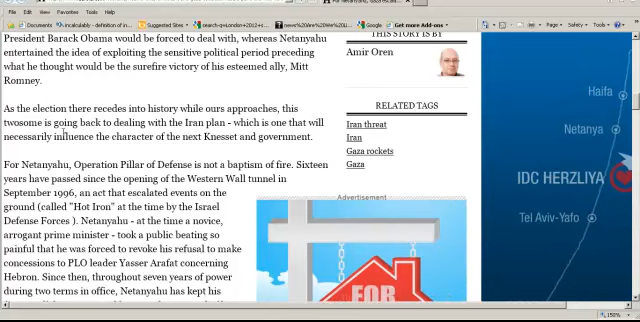 File Edit View Favorites Tools Help
Dictionary Search
incalculably - definition of in...
Suggested Sites
search-q=London+2012+s...
Google
Get more Add-ons
Page Safety Tools
President Barack Obama would be forced to deal with, whereas Netanyahu
entertained the idea of exploiting the sensitive political period preceding
what he thought would be the surefire victory of his esteemed ally, Mitt
Romney.
As the election there recedes into history while ours approaches, this
twosome is going back to dealing with the Iran plan - which is one that will
necessarily influence the character of the next Knesset and government.
For Netanyahu, Operation Pillar of Defense is not a baptism of fire. Sixteen
years have passed since the opening of the Western Wall tunnel in
September 1996, an act that escalated events on the
ground (called "Hot Iron" at the time by the Israel
Defense Forces ). Netanyahu - at the time a novice,
arrogant prime minister - took a public beating so
painful that he was forced to revoke his refusal to make
concessions to PLO leader Yasser Arafat concerning
Hebron. Since then, throughout seven years of power
during two terms in office, Netanyahu has kept his
THIS STORY IS BY
Amir Oren
RELATED TAGS
Iran threat
Iran
Gaza rockets
Gaza
Advertisement
FOR
Haifa
Netanya
IDC HERZLIYA
Tel Aviv-Yafo
150%